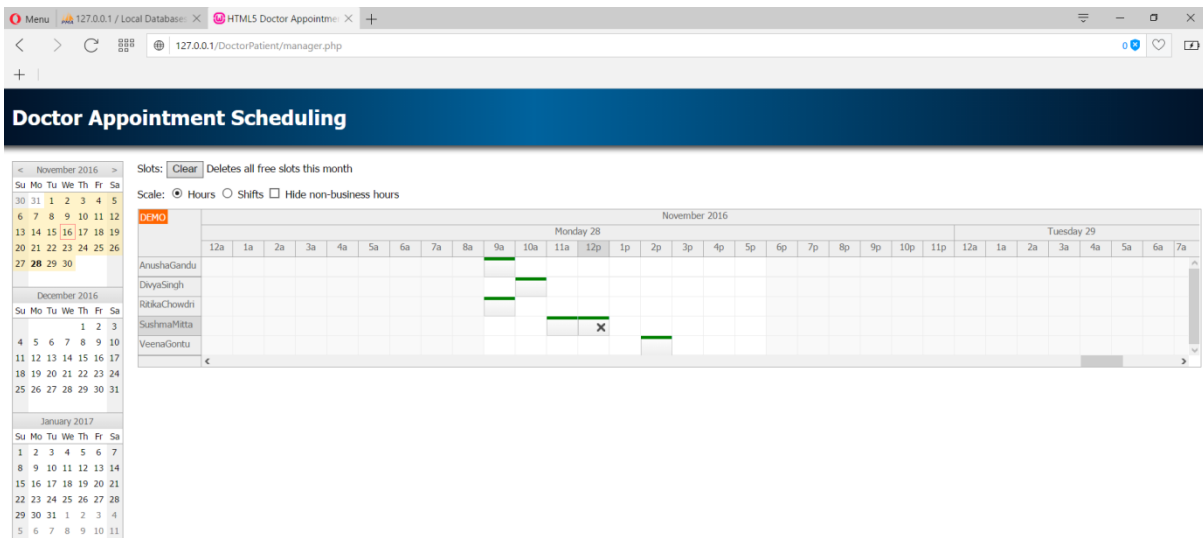 Menu 127.0.0.1 / Local Databases HTML5 Doctor Appointme
127.0.0.1/DoctorPatient/manager.php 0
Doctor Appointment Scheduling
< November 2016 >
Su Mo Tu We Th Fr Sa
30 31 1 2 3 4 5
6 7 8 9 10 11 12
13 14 15 16 17 18 19
20 21 22 23 24 25 26
27 28 29 30
December 2016
Su Mo Tu We Th Fr Sa
1 2 3
4 5 6 7 8 9 10
11 12 13 14 15 16 17
18 19 20 21 22 23 24
25 26 27 28 29 30 31
January 2017
Su Mo Tu We Th Fr Sa
1 2 3 4 5 6 7
8 9 10 11 12 13 14
15 16 17 18 19 20 21
22 23 24 25 26 27 28
29 30 31 1 2 3 4
5 6 7 8 9 10 11
Slots: Clear Deletes all free slots this month
Scale: Hours Shifts Hide non-business hours
DEMO November 2016
Monday 28 Tuesday 29
12a 1a 2a 3a 4a 5a 6a 7a 8a 9a 10a 11a 12p 1p 2p 3p 4p 5p 6p 7p 8p 9p 10p 11p 12a 1a 2a 3a 4a 5a 6a 7a
AnushaGandu
DivyaSingh
RitikaChowdri
SushmaMitta
VeenaGontu